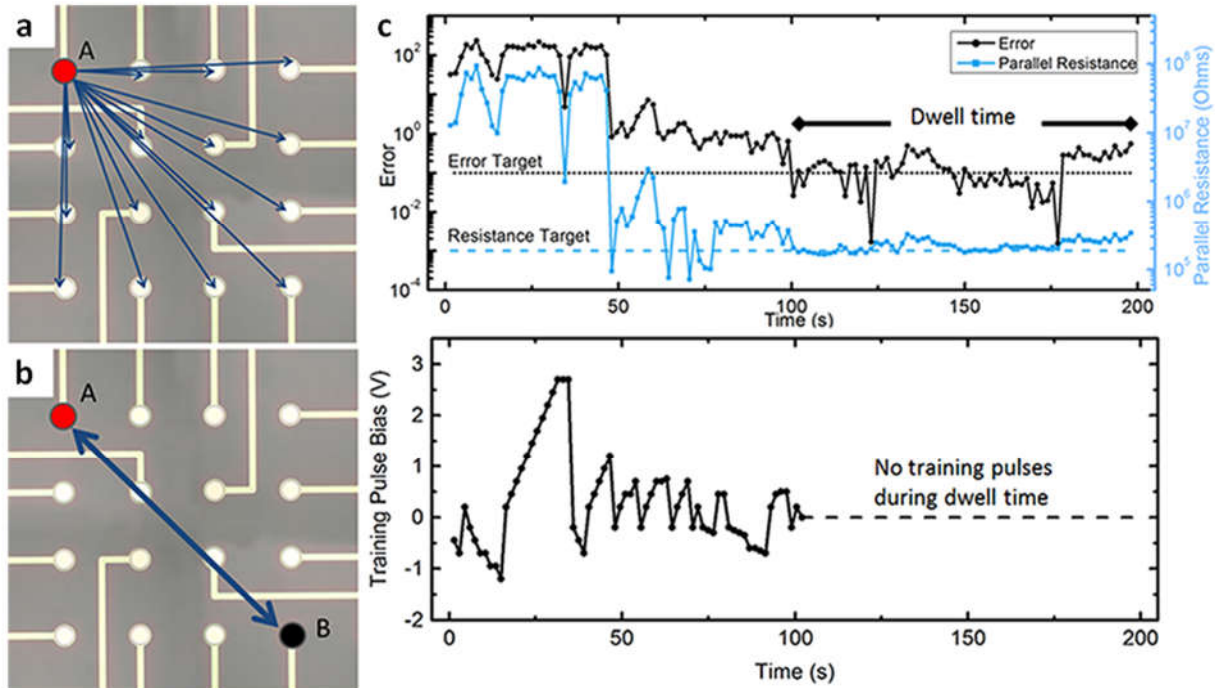 a
A
b
A
B
c
Error
Parallel Resistance
Dwell time
Error Target
Resistance Target
10²
10⁰
10⁻²
10⁻⁴
Error
10⁸
10⁷
10⁶
10⁵
Parallel Resistance (Ohms)
0 50 100 150 200
Time (s)
3
2
1
0
-1
-2
Training Pulse Bias (V)
No training pulses
during dwell time
0 50 100 150 200
Time (s)